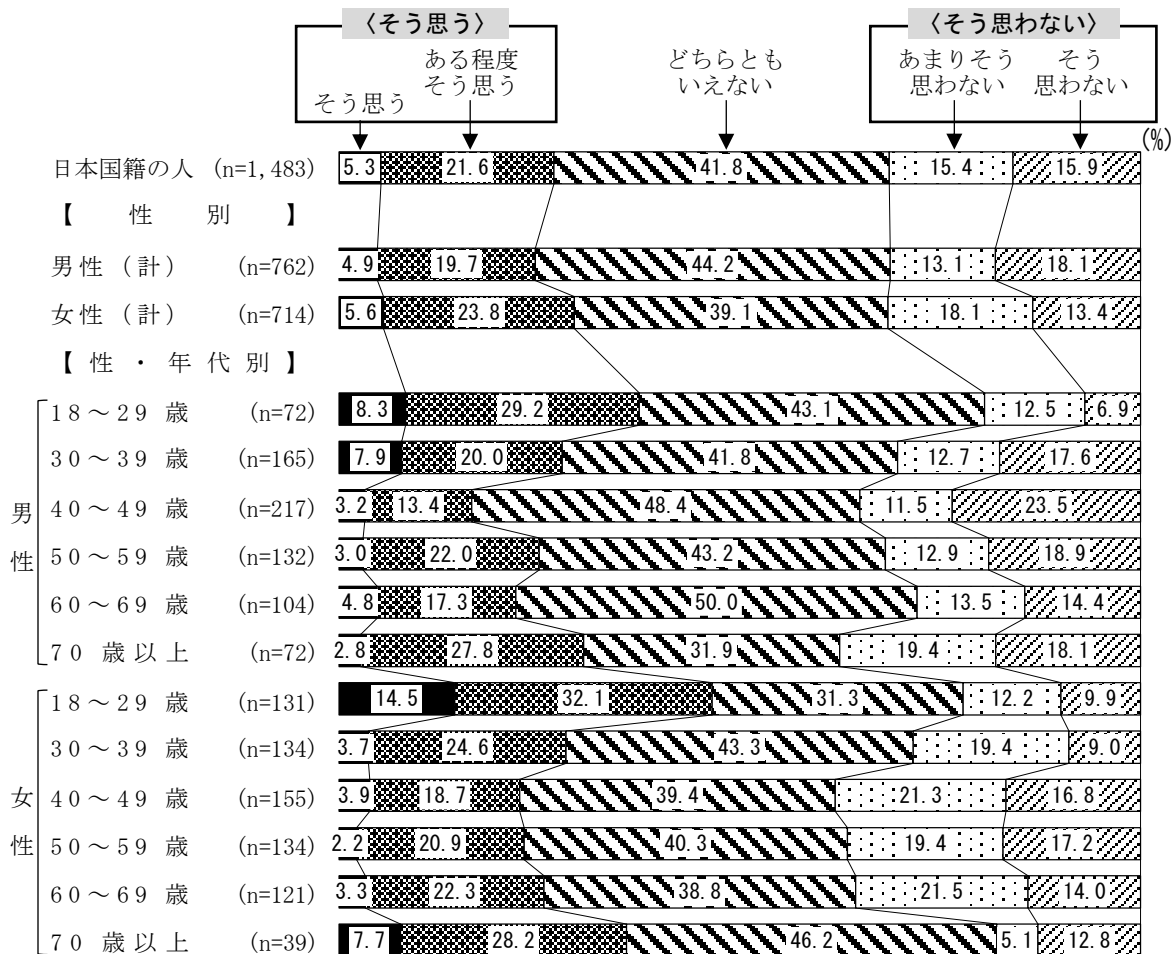 〈そう思う〉 〈そう思わない〉
ある程度 どちらとも あまりそう そう
そう思う そう思う いえない 思わない 思わない
(%)
日本国籍の人 (n=1,483) 5.3 21.6 41.8 15.4 15.9
【 性 別 】
男性(計) (n=762) 4.9 19.7 44.2 13.1 18.1
女性(計) (n=714) 5.6 23.8 39.1 18.1 13.4
【性・年代別】
男性
18～29 歳 (n=72) 8.3 29.2 43.1 12.5 6.9
30～39 歳 (n=165) 7.9 20.0 41.8 12.7 17.6
40～49 歳 (n=217) 3.2 13.4 48.4 11.5 23.5
50～59 歳 (n=132) 3.0 22.0 43.2 12.9 18.9
60～69 歳 (n=104) 4.8 17.3 50.0 13.5 14.4
70 歳以上 (n=72) 2.8 27.8 31.9 19.4 18.1
女性
18～29 歳 (n=131) 14.5 32.1 31.3 12.2 9.9
30～39 歳 (n=134) 3.7 24.6 43.3 19.4 9.0
40～49 歳 (n=155) 3.9 18.7 39.4 21.3 16.8
50～59 歳 (n=134) 2.2 20.9 40.3 19.4 17.2
60～69 歳 (n=121) 3.3 22.3 38.8 21.5 14.0
70 歳以上 (n=39) 7.7 28.2 46.2 5.1 12.8